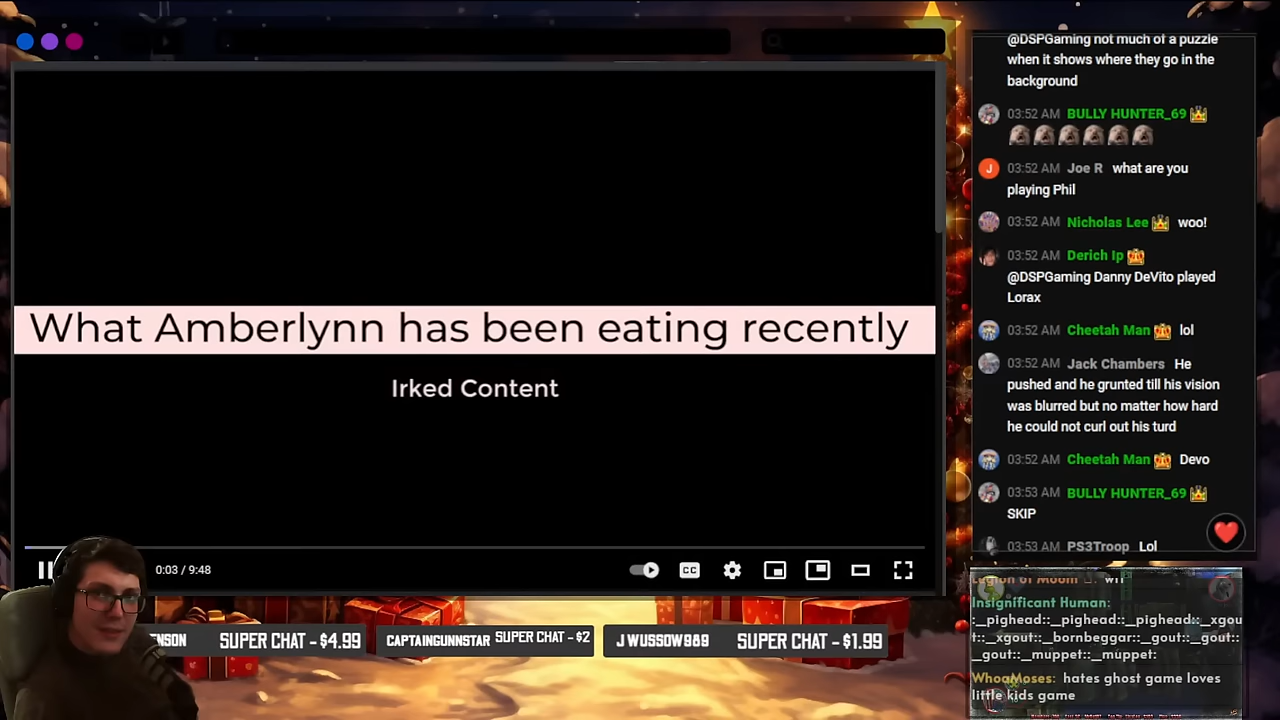 What Amberlynn has been eating recently
Irked Content
0:03 / 9:48
CC
ENSON SUPER CHAT - $4.99
CAPTAINGUNNSTAR SUPER CHAT - $2
J WUSSOW989 SUPER CHAT - $1.99
@DSPGaming not much of a puzzle
when it shows where they go in the
background
03:52 AM BULLY HUNTER_69
J 03:52 AM Joe R what are you
playing Phil
03:52 AM Nicholas Lee woo!
03:52 AM Derich Ip
@DSPGaming Danny DeVito played
Lorax
03:52 AM Cheetah Man lol
03:52 AM Jack Chambers He
pushed and he grunted till his vision
was blurred but no matter how hard
he could not curl out his turd
03:52 AM Cheetah Man Devo
03:53 AM BULLY HUNTER_69
SKIP
03:53 AM PS3Troop Lol
Legion of Moom
Insignificant Human:
:_pighead::_pighead::_pighead::_xgou
t::_xgout::_bornbeggar::_gout::_gout::
_gout::_muppet::_muppet:
WhoaMoses: hates ghost game loves
little kids game